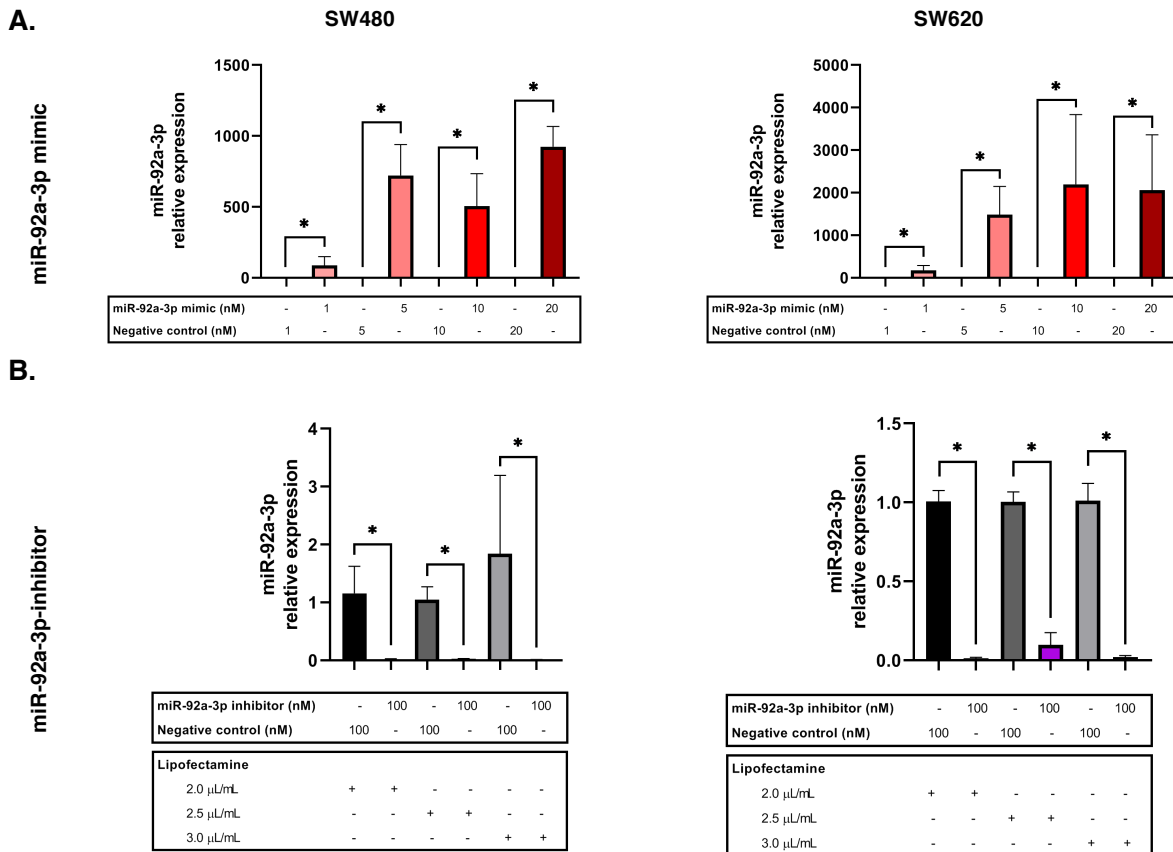 A.
SW480
SW620
miR-92a-3p mimic
miR-92a-3p
relative expression
1500
1000
500
0
* * * *
miR-92a-3p mimic (nM) - 1 - 5 - 10 - 20
Negative control (nM) 1 - 5 - 10 - 20 -
miR-92a-3p
relative expression
5000
4000
3000
2000
1000
0
* * * *
miR-92a-3p mimic (nM) - 1 - 5 - 10 - 20
Negative control (nM) 1 - 5 - 10 - 20 -
B.
miR-92a-3p-inhibitor
miR-92a-3p
relative expression
4
3
2
1
0
* * *
miR-92a-3p inhibitor (nM) - 100 - 100 - 100
Negative control (nM) 100 - 100 - 100 -
Lipofectamine
2.0 µL/mL + + - - - -
2.5 µL/mL - - + + - -
3.0 µL/mL - - - - + +
miR-92a-3p
relative expression
1.5
1.0
0.5
0.0
* * *
miR-92a-3p inhibitor (nM) - 100 - 100 - 100
Negative control (nM) 100 - 100 - 100 -
Lipofectamine
2.0 µL/mL + + - - - -
2.5 µL/mL - - + + - -
3.0 µL/mL - - - - + +